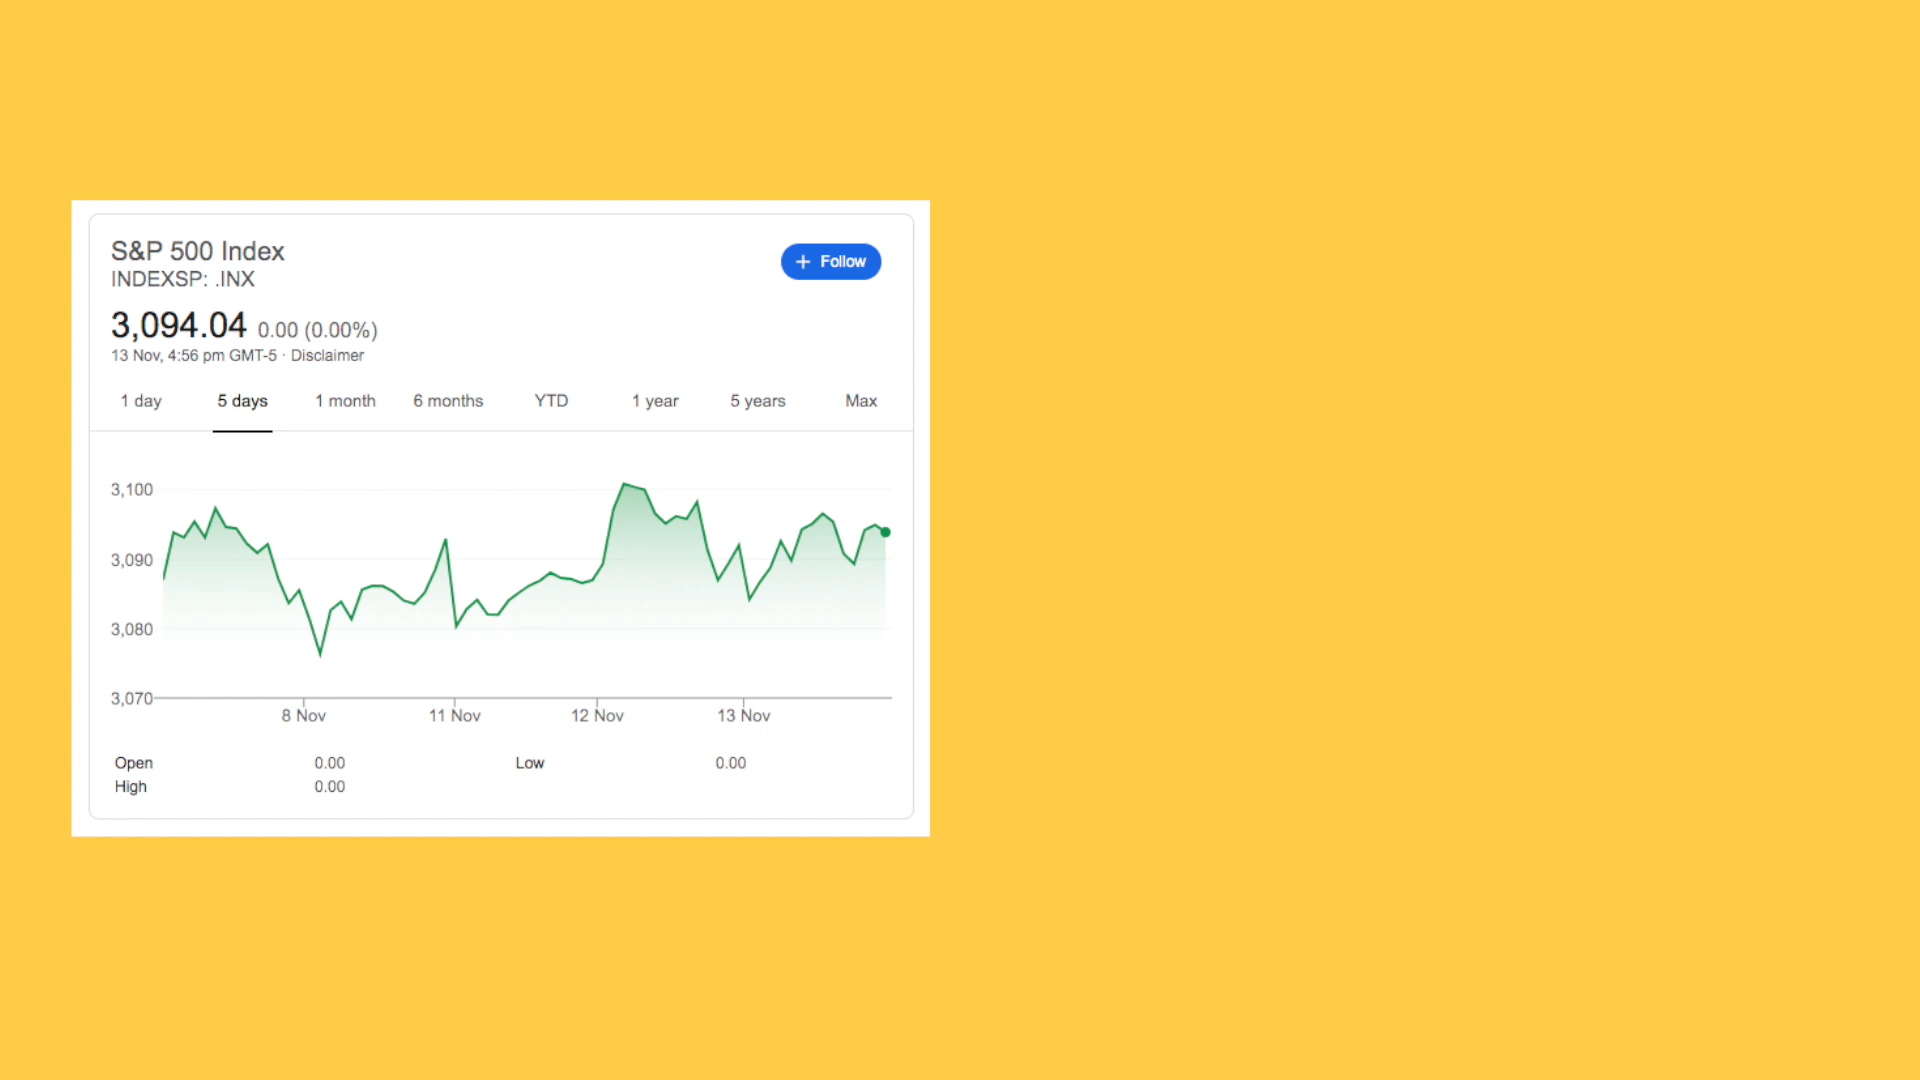 S&P 500 Index
INDEXSP: .INX
+ Follow
3,094.04 0.00 (0.00%)
13 Nov, 4:56 pm GMT-5 · Disclaimer
1 day 5 days 1 month 6 months YTD 1 year 5 years Max
3,100
3,090
3,080
3,070
8 Nov 11 Nov 12 Nov 13 Nov
Open 0.00 Low 0.00
High 0.00